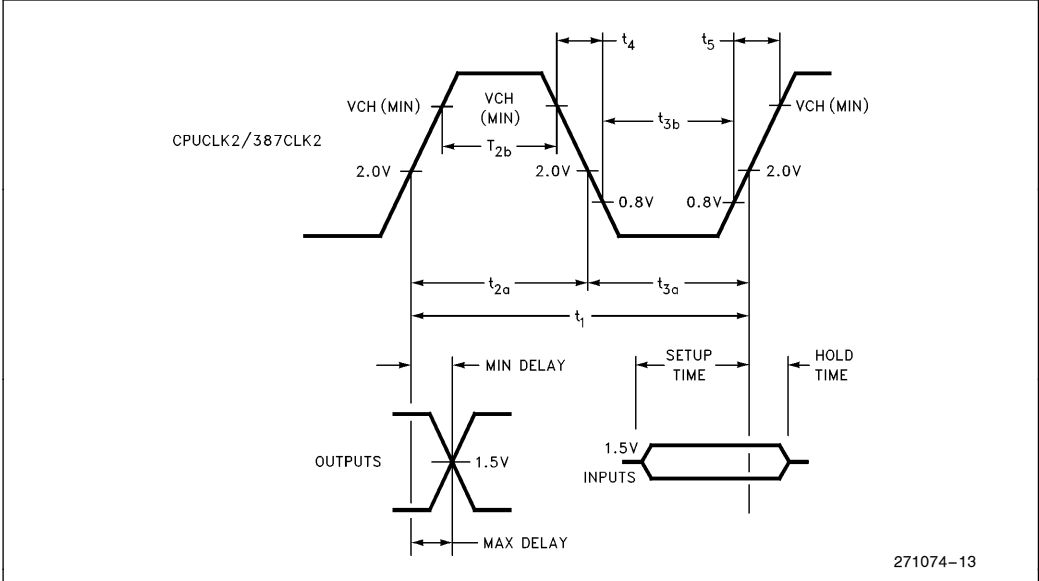 t4
t5
VCH (MIN)
VCH
(MIN)
VCH (MIN)
t3b
CPUCLK2/387CLK2
T2b
2.0V
2.0V
2.0V
0.8V
0.8V
t2a
t3a
t1
MIN DELAY
SETUP
TIME
HOLD
TIME
1.5V
OUTPUTS
1.5V
INPUTS
MAX DELAY
271074–13